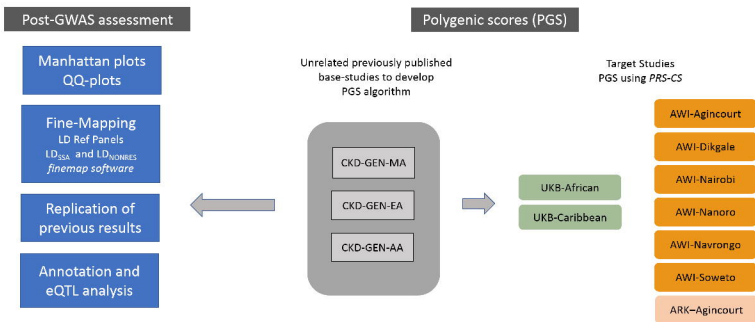 Post-GWAS assessment
Manhattan plots
QQ-plots
Fine-Mapping
LD Ref Panels
LDSSA and LDNONRES
finemap software
Replication of
previous results
Annotation and
eQTL analysis
Polygenic scores (PGS)
Unrelated previously published
base-studies to develop
PGS algorithm
CKD-GEN-MA
CKD-GEN-EA
CKD-GEN-AA
UKB-African
UKB-Caribbean
Target Studies
PGS using PRS-CS
AWI-Agincourt
AWI-Dikgale
AWI-Nairobi
AWI-Nanoro
AWI-Navrongo
AWI-Soweto
ARK–Agincourt